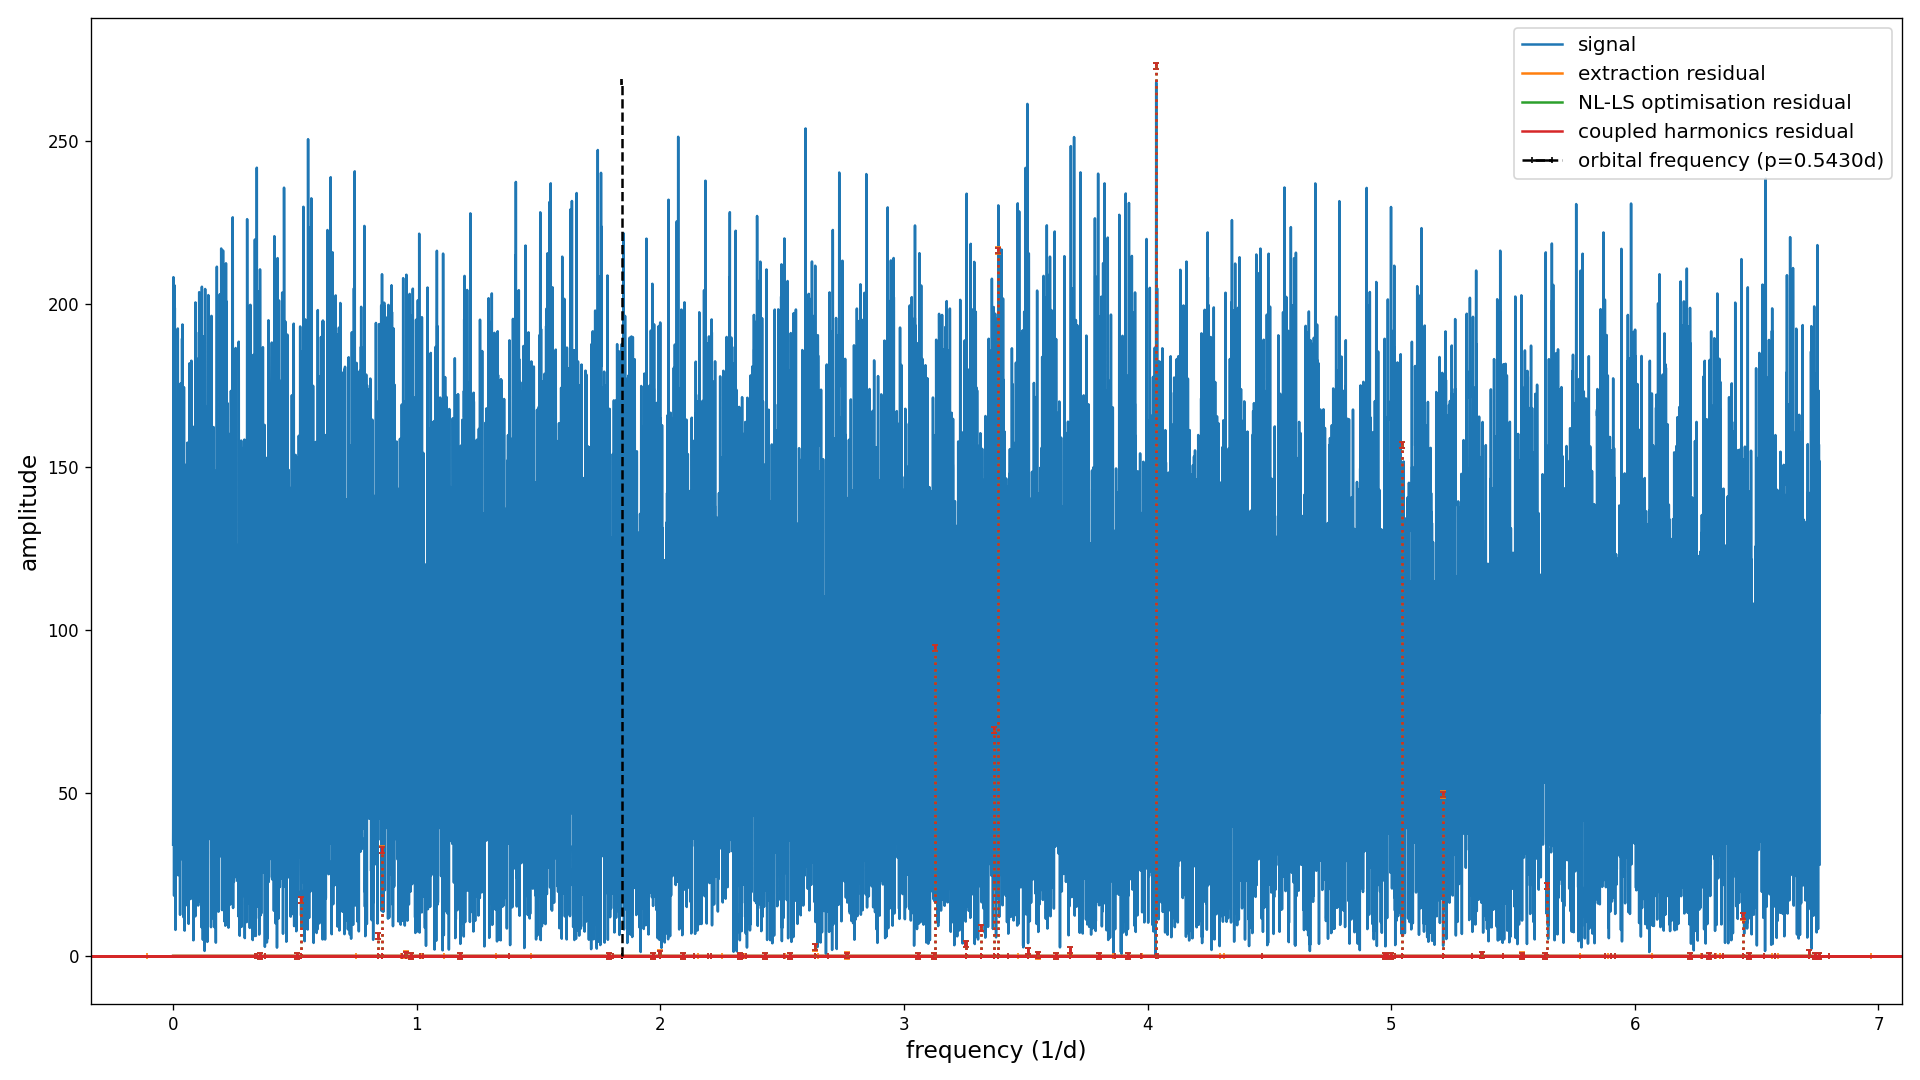 signal
extraction residual
NL-LS optimisation residual
coupled harmonics residual
orbital frequency (p=0.5430d)
amplitude
250
200
150
100
50
0
0 1 2 3 4 5 6 7
frequency (1/d)